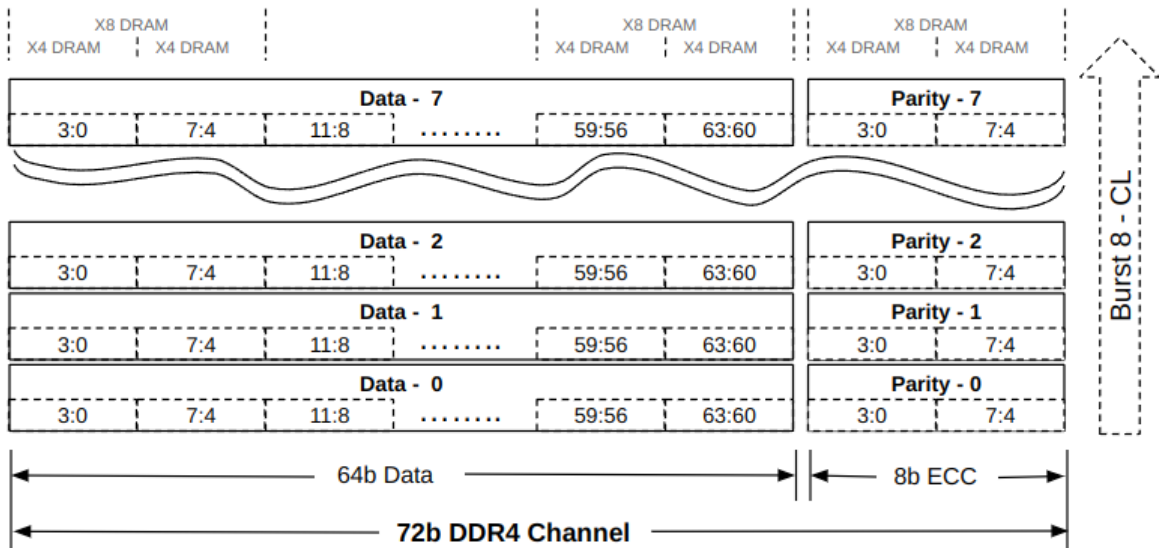 X8 DRAM X8 DRAM X8 DRAM
X4 DRAM X4 DRAM X4 DRAM X4 DRAM X4 DRAM X4 DRAM
Data - 7 Parity - 7
3:0 7:4 11:8 ........ 59:56 63:60 3:0 7:4
Data - 2 Parity - 2
3:0 7:4 11:8 ........ 59:56 63:60 3:0 7:4
Data - 1 Parity - 1
3:0 7:4 11:8 ........ 59:56 63:60 3:0 7:4
Data - 0 Parity - 0
3:0 7:4 11:8 ........ 59:56 63:60 3:0 7:4
Burst 8 - CL
64b Data 8b ECC
72b DDR4 Channel